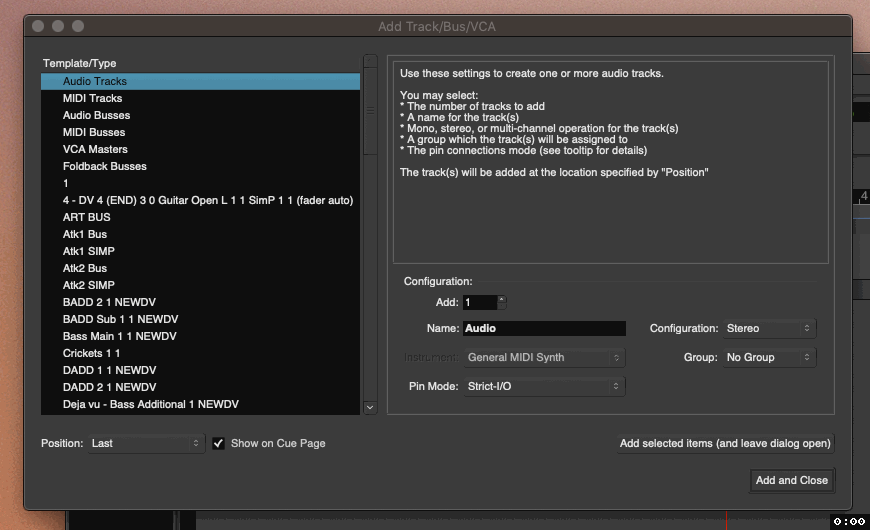 Add Track/Bus/VCA
Template/Type
Audio Tracks
MIDI Tracks
Audio Busses
MIDI Busses
VCA Masters
Foldback Busses
1
4 - DV 4 (END) 3 0 Guitar Open L 1 1 SimP 1 1 (fader auto)
ART BUS
Atk1 Bus
Atk1 SIMP
Atk2 Bus
Atk2 SIMP
BADD 2 1 NEWDV
BADD Sub 1 1 NEWDV
Bass Main 1 1 NEWDV
Crickets 1 1
DADD 1 1 NEWDV
DADD 2 1 NEWDV
Deja vu - Bass Additional 1 NEWDV
Use these settings to create one or more audio tracks.
You may select:
* The number of tracks to add
* A name for the track(s)
* Mono, stereo, or multi-channel operation for the track(s)
* A group which the track(s) will be assigned to
* The pin connections mode (see tooltip for details)
The track(s) will be added at the location specified by "Position"
Configuration:
Add: 1
Name: Audio
Configuration: Stereo
Instrument: General MIDI Synth
Group: No Group
Pin Mode: Strict-I/O
Position: Last
Show on Cue Page
Add selected items (and leave dialog open)
Add and Close
4
0:00